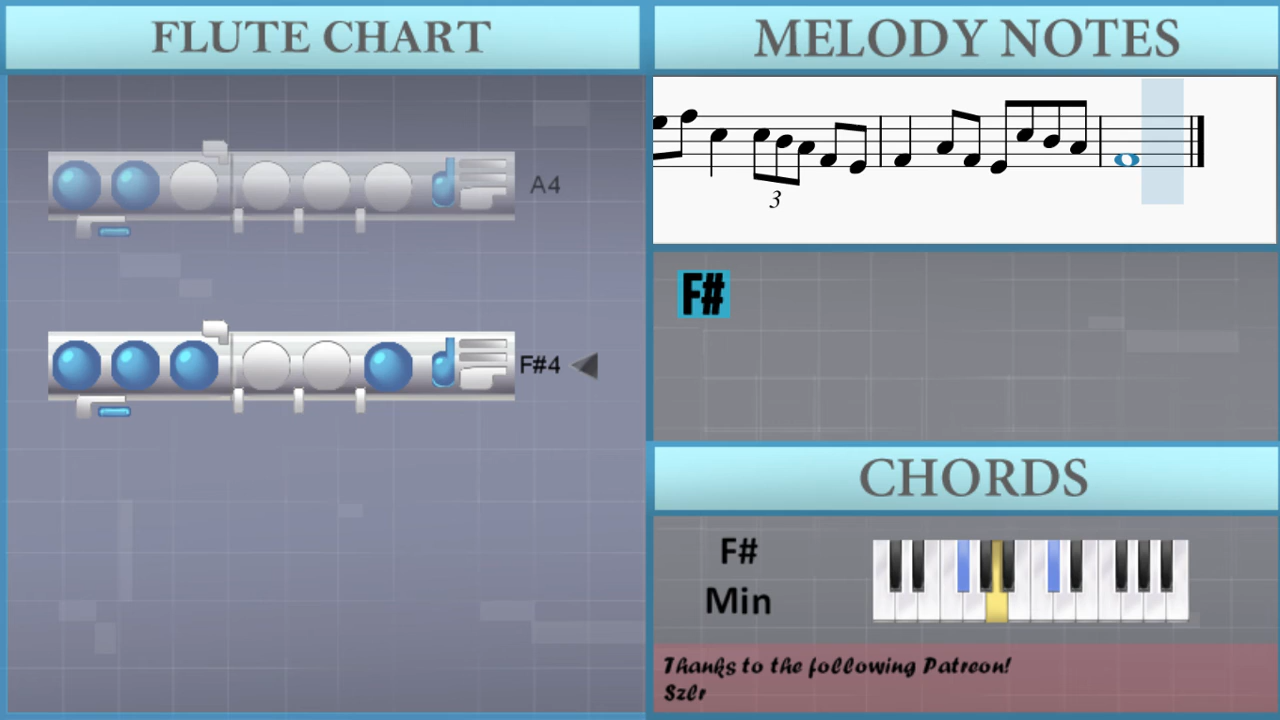 FLUTE CHART
A4
F#4
MELODY NOTES
3
F#
CHORDS
F#
Min
Thanks to the following Patreon!
Szlr